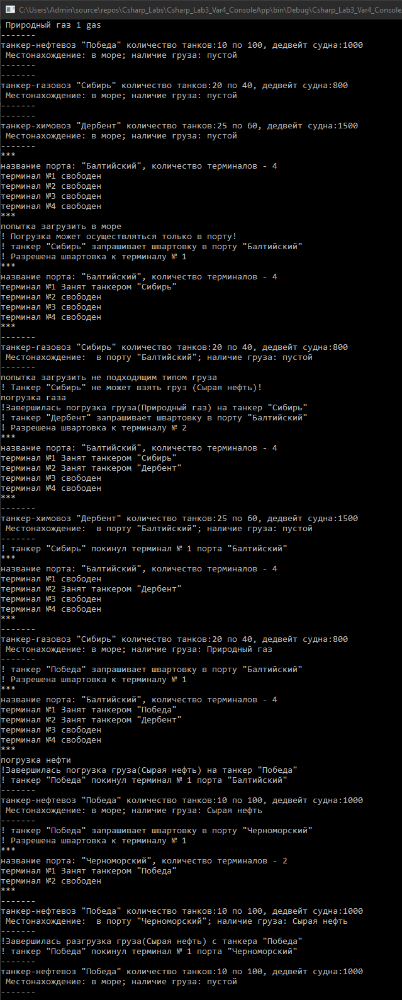 C:\Users\Admin\source\repos\Csharp_Labs\Csharp_Lab3_Var4_ConsoleApp\bin\Debug\Csharp_Lab3_Var4_Console
Природный газ 1 gas
-------
танкер-нефтевоз "Победа" количество танков:10 по 100, дедвейт судна:1000
Местонахождение: в море; наличие груза: пустой
-------
-------
танкер-газовоз "Сибирь" количество танков:20 по 40, дедвейт судна:800
Местонахождение: в море; наличие груза: пустой
-------
-------
танкер-химовоз "Дербент" количество танков:25 по 60, дедвейт судна:1500
Местонахождение: в море; наличие груза: пустой
-------
***
название порта: "Балтийский", количество терминалов - 4
терминал №1 свободен
терминал №2 свободен
терминал №3 свободен
терминал №4 свободен
***
попытка загрузить в море
! Погрузка может осуществляться только в порту!
! танкер "Сибирь" запрашивает швартовку в порту "Балтийский"
! Разрешена швартовка к терминалу № 1
***
название порта: "Балтийский", количество терминалов - 4
терминал №1 Занят танкером "Сибирь"
терминал №2 свободен
терминал №3 свободен
терминал №4 свободен
***
-------
танкер-газовоз "Сибирь" количество танков:20 по 40, дедвейт судна:800
Местонахождение:  в порту "Балтийский"; наличие груза: пустой
-------
попытка загрузить не подходящим типом груза
! Танкер "Сибирь" не может взять груз (Сырая нефть)!
погрузка газа
!Завершилась погрузка груза(Природный газ) на танкер "Сибирь"
! танкер "Дербент" запрашивает швартовку в порту "Балтийский"
! Разрешена швартовка к терминалу № 2
***
название порта: "Балтийский", количество терминалов - 4
терминал №1 Занят танкером "Сибирь"
терминал №2 Занят танкером "Дербент"
терминал №3 свободен
терминал №4 свободен
***
-------
танкер-химовоз "Дербент" количество танков:25 по 60, дедвейт судна:1500
Местонахождение:  в порту "Балтийский"; наличие груза: пустой
-------
! танкер "Сибирь" покинул терминал № 1 порта "Балтийский"
***
название порта: "Балтийский", количество терминалов - 4
терминал №1 свободен
терминал №2 Занят танкером "Дербент"
терминал №3 свободен
терминал №4 свободен
***
-------
танкер-газовоз "Сибирь" количество танков:20 по 40, дедвейт судна:800
Местонахождение: в море; наличие груза: Природный газ
-------
! танкер "Победа" запрашивает швартовку в порту "Балтийский"
! Разрешена швартовка к терминалу № 1
***
название порта: "Балтийский", количество терминалов - 4
терминал №1 Занят танкером "Победа"
терминал №2 Занят танкером "Дербент"
терминал №3 свободен
терминал №4 свободен
***
погрузка нефти
!Завершилась погрузка груза(Сырая нефть) на танкер "Победа"
! танкер "Победа" покинул терминал № 1 порта "Балтийский"
-------
танкер-нефтевоз "Победа" количество танков:10 по 100, дедвейт судна:1000
Местонахождение: в море; наличие груза: Сырая нефть
-------
! танкер "Победа" запрашивает швартовку в порту "Черноморский"
! Разрешена швартовка к терминалу № 1
***
название порта: "Черноморский", количество терминалов - 2
терминал №1 Занят танкером "Победа"
терминал №2 свободен
***
-------
танкер-нефтевоз "Победа" количество танков:10 по 100, дедвейт судна:1000
Местонахождение:  в порту "Черноморский"; наличие груза: Сырая нефть
-------
!Завершилась разгрузка груза(Сырая нефть) с танкера "Победа"
! танкер "Победа" покинул терминал № 1 порта "Черноморский"
-------
танкер-нефтевоз "Победа" количество танков:10 по 100, дедвейт судна:1000
Местонахождение: в море; наличие груза: пустой
-------